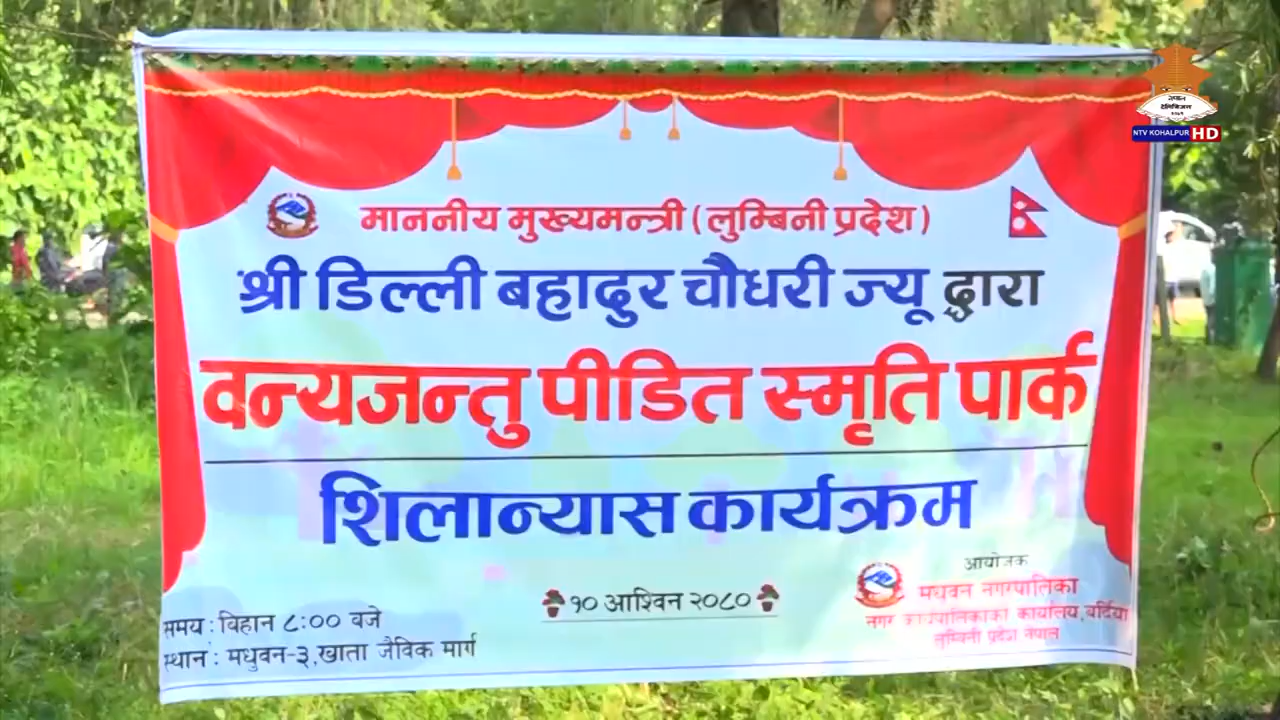 नेपाल
टेलिभिजन
NTV KOHALPUR HD
माननीय मुख्यमन्त्री (लुम्बिनी प्रदेश)
श्री डिल्ली बहादुर चौधरी ज्यू द्वारा
वन्यजन्तु पीडित स्मृति पार्क
शिलान्यास कार्यक्रम
१० आश्विन २०८०
समय : विहान ८:०० बजे
स्थान : मधुवन-३,खाता जैविक मार्ग
आयोजक
मधुवन नगरपालिका
नगर कार्यपालिकाको कार्यालय,बर्दिया
लुम्बिनी प्रदेश नेपाल